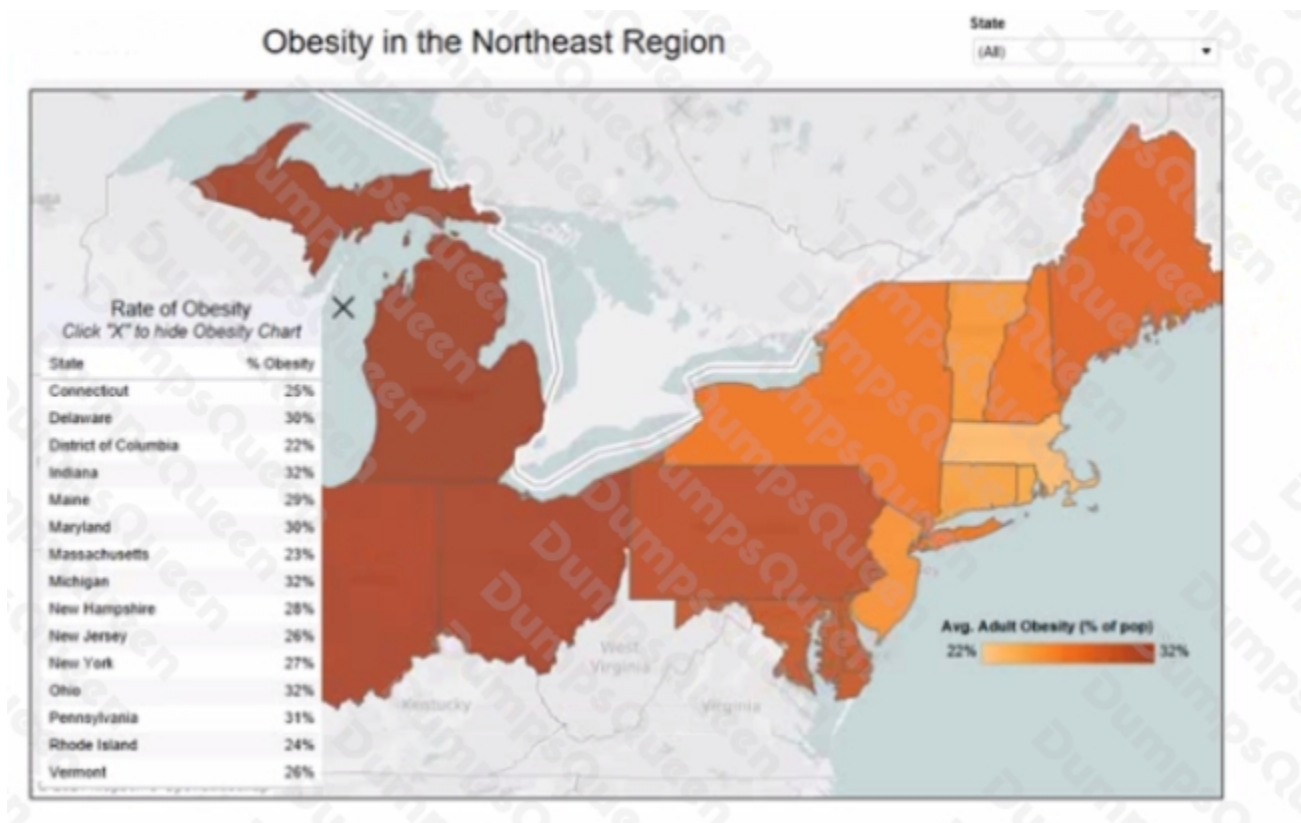 Obesity in the Northeast Region
State
(All)
Rate of Obesity
Click "X" to hide Obesity Chart
State % Obesity
Connecticut 25%
Delaware 30%
District of Columbia 22%
Indiana 32%
Maine 29%
Maryland 30%
Massachusetts 23%
Michigan 32%
New Hampshire 28%
New Jersey 26%
New York 27%
Ohio 32%
Pennsylvania 31%
Rhode Island 24%
Vermont 26%
West
Virginia
Kentucky
Virginia
Avg. Adult Obesity (% of pop)
22% 32%
DumpsQueen